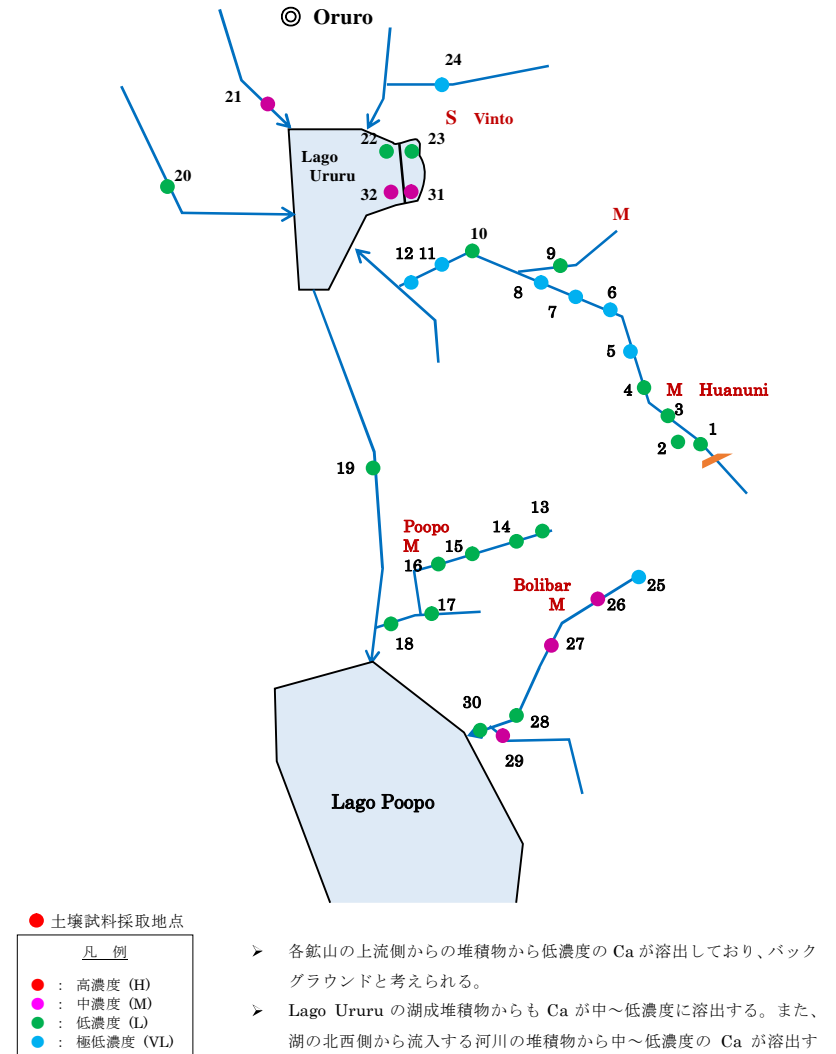 ◎ Oruro
24
21
S Vinto
22
23
Lago
Ururu
20
32
31
M
10
12
11
9
8
6
7
5
4
M Huanuni
3
1
2
19
13
Poopo
14
M
15
16
Bolibar
25
M
26
17
18
27
30
28
29
Lago Poopo
● 土壌試料採取地点
凡 例
● : 高濃度 (H)
● : 中濃度 (M)
● : 低濃度 (L)
● : 極低濃度 (VL)
➢ 各鉱山の上流側からの堆積物から低濃度の Ca が溶出しており、バック
グラウンドと考えられる。
➢ Lago Ururu の湖成堆積物からも Ca が中～低濃度に溶出する。また、
湖の北西側から流入する河川の堆積物から中～低濃度の Ca が溶出す